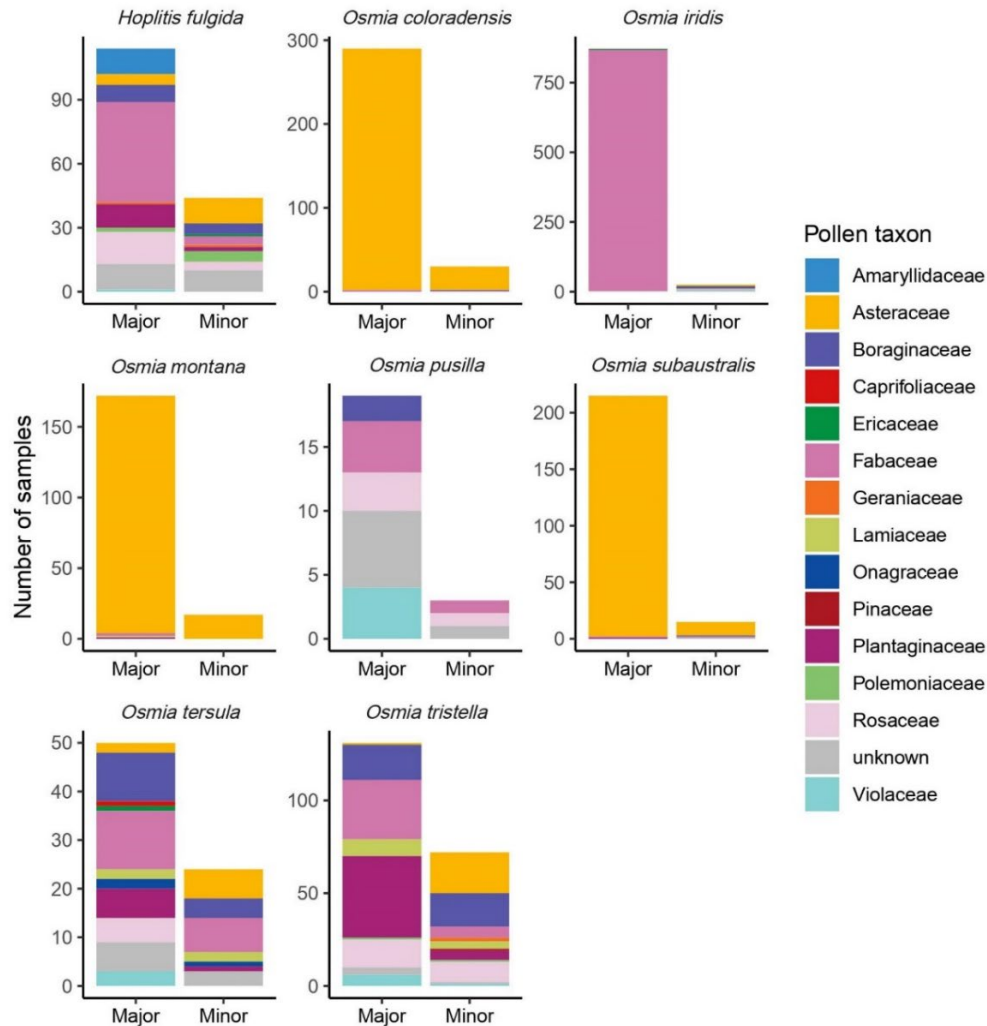 Hoplitis fulgida
Osmia coloradensis
Osmia iridis
90
60
30
0
Major
Minor
300
200
100
0
Major
Minor
750
500
250
0
Major
Minor
Number of samples
Osmia montana
Osmia pusilla
Osmia subaustralis
150
100
50
0
Major
Minor
15
10
5
0
Major
Minor
200
150
100
50
0
Major
Minor
Osmia tersula
Osmia tristella
50
40
30
20
10
0
Major
Minor
100
50
0
Major
Minor
Pollen taxon
Amaryllidaceae
Asteraceae
Boraginaceae
Caprifoliaceae
Ericaceae
Fabaceae
Geraniaceae
Lamiaceae
Onagraceae
Pinaceae
Plantaginaceae
Polemoniaceae
Rosaceae
unknown
Violaceae